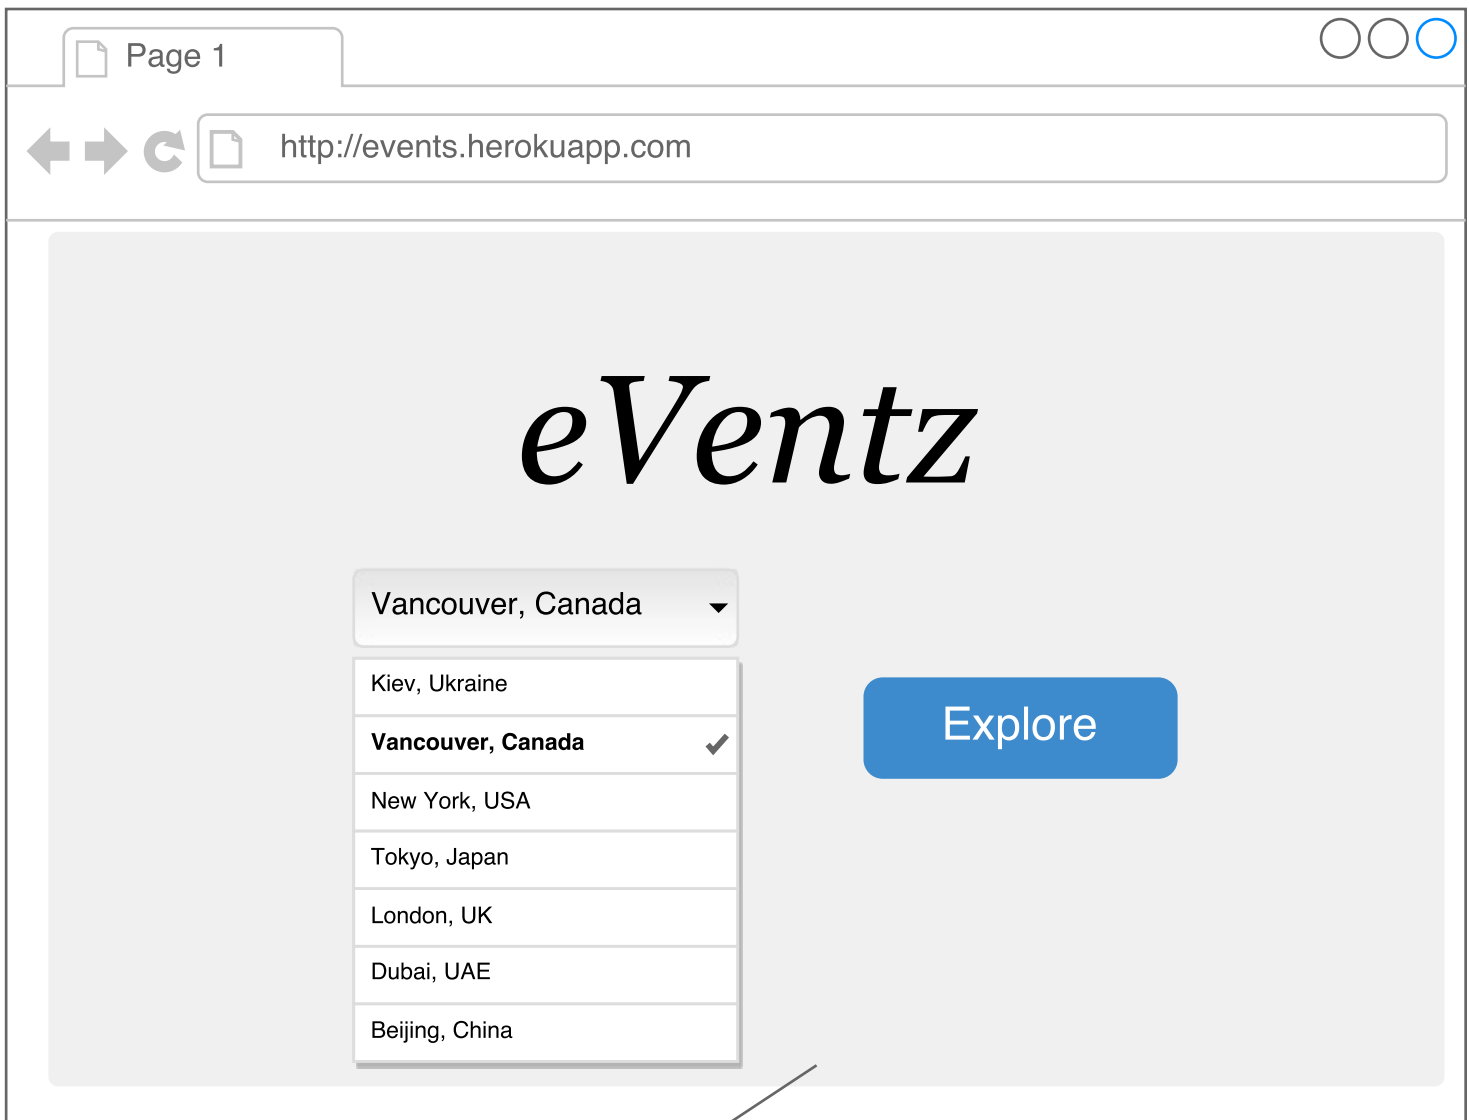 Page 1
http://events.herokuapp.com
eVentz
Vancouver, Canada
Kiev, Ukraine
Vancouver, Canada
Explore
New York, USA
Tokyo, Japan
London, UK
Dubai, UAE
Beijing, China